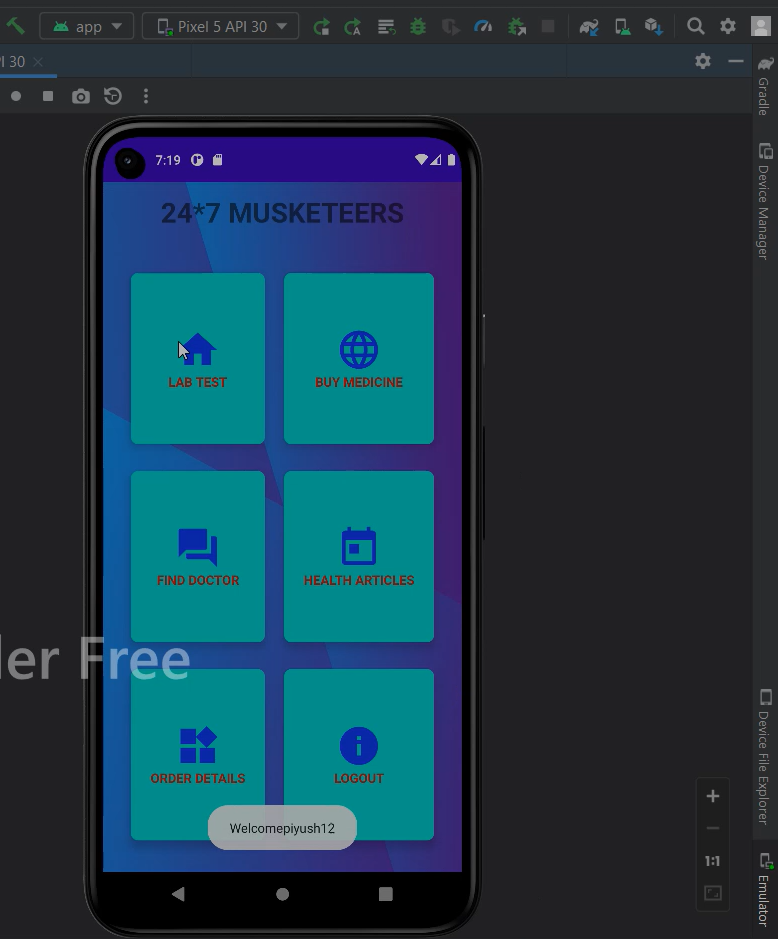 app
Pixel 5 API 30
I 30
Gradle
Device Manager
7:19
24*7 MUSKETEERS
LAB TEST
BUY MEDICINE
FIND DOCTOR
HEALTH ARTICLES
ler Free
ORDER DETAILS
LOGOUT
Welcomepiyush12
Device File Explorer
1:1
Emulator